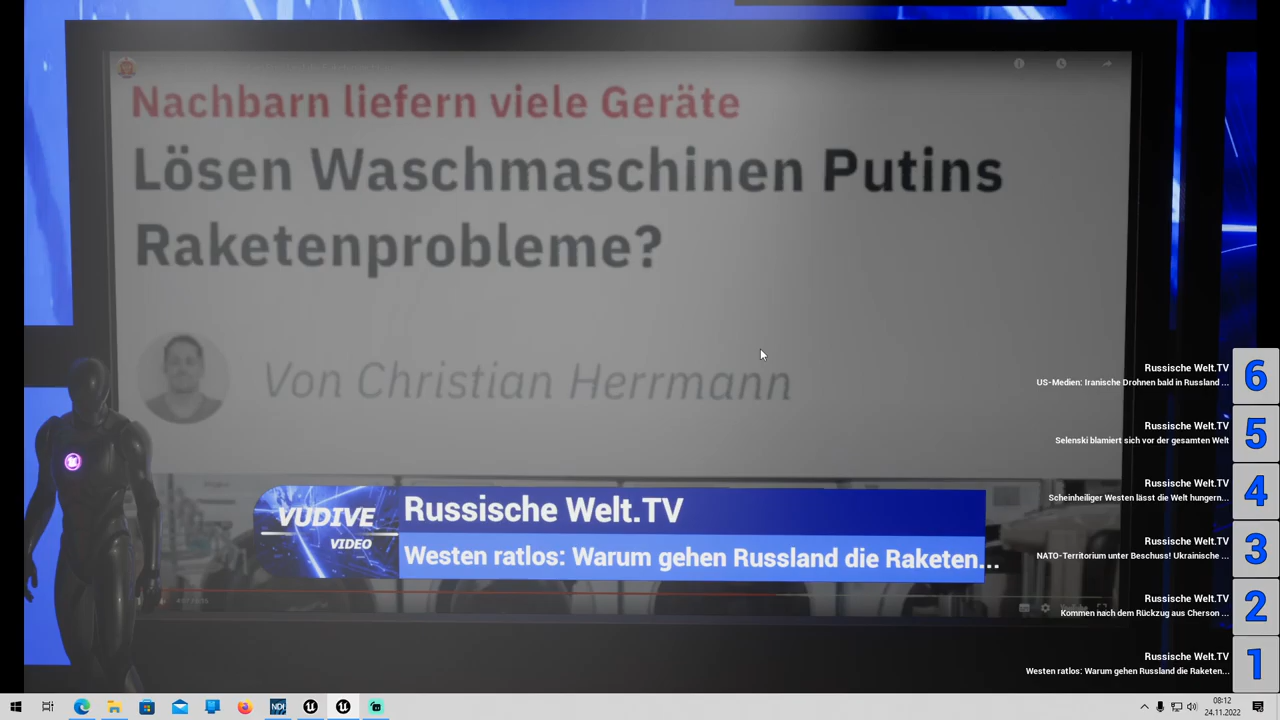 Nachbarn liefern viele Geräte
Lösen Waschmaschinen Putins
Raketenprobleme?
Von Christian Herrmann
VUDIVE
VIDEO
Russische Welt.TV
Westen ratlos: Warum gehen Russland die Raketen...
Russische Welt.TV
US-Medien: Iranische Drohnen bald in Russland ...
6
Russische Welt.TV
Selenski blamiert sich vor der gesamten Welt
5
Russische Welt.TV
Scheinheiliger Westen lässt die Welt hungern...
4
Russische Welt.TV
NATO-Territorium unter Beschuss! Ukrainische ...
3
Russische Welt.TV
Kommen nach dem Rückzug aus Cherson ...
2
Russische Welt.TV
Westen ratlos: Warum gehen Russland die Raketen...
1
NDI
08:12
24.11.2022